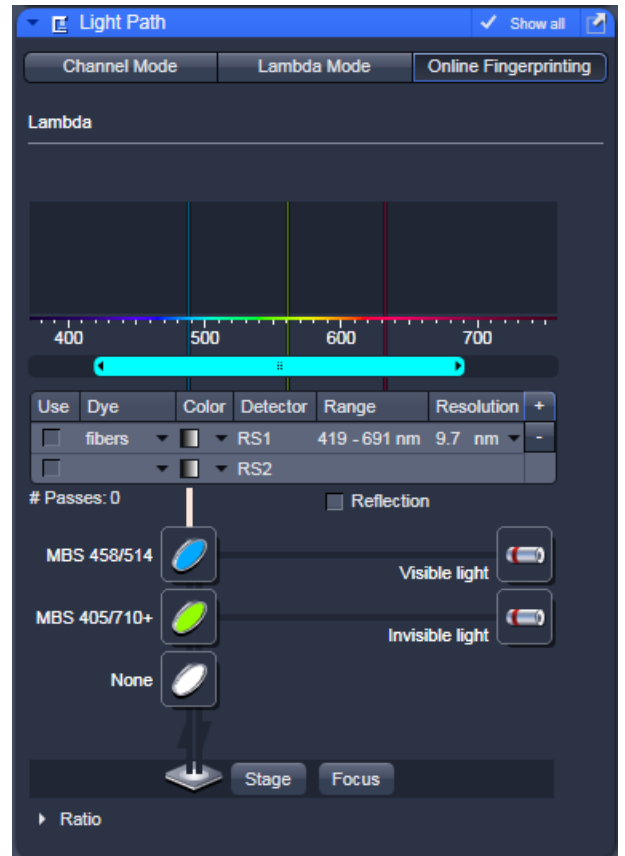 Light Path Show all
Channel Mode Lambda Mode Online Fingerprinting
Lambda
400 500 600 700
Use Dye Color Detector Range Resolution +
fibers RS1 419 - 691 nm 9.7 nm -
RS2
# Passes: 0 Reflection
MBS 458/514
Visible light
MBS 405/710+
Invisible light
None
Stage Focus
Ratio